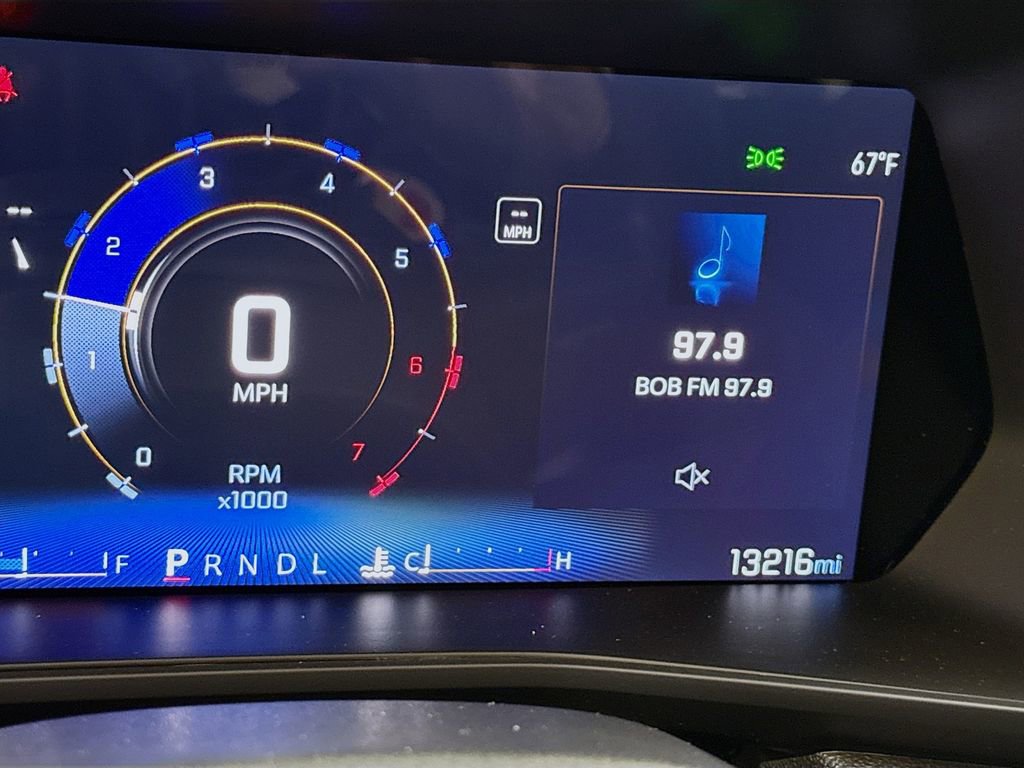 67°F
3
4
--
MPH
--
2
5
97.9
0
BOB FM 97.9
1
6
MPH
0
7
RPM
x1000
F
P R N D L
C
H
13216mi